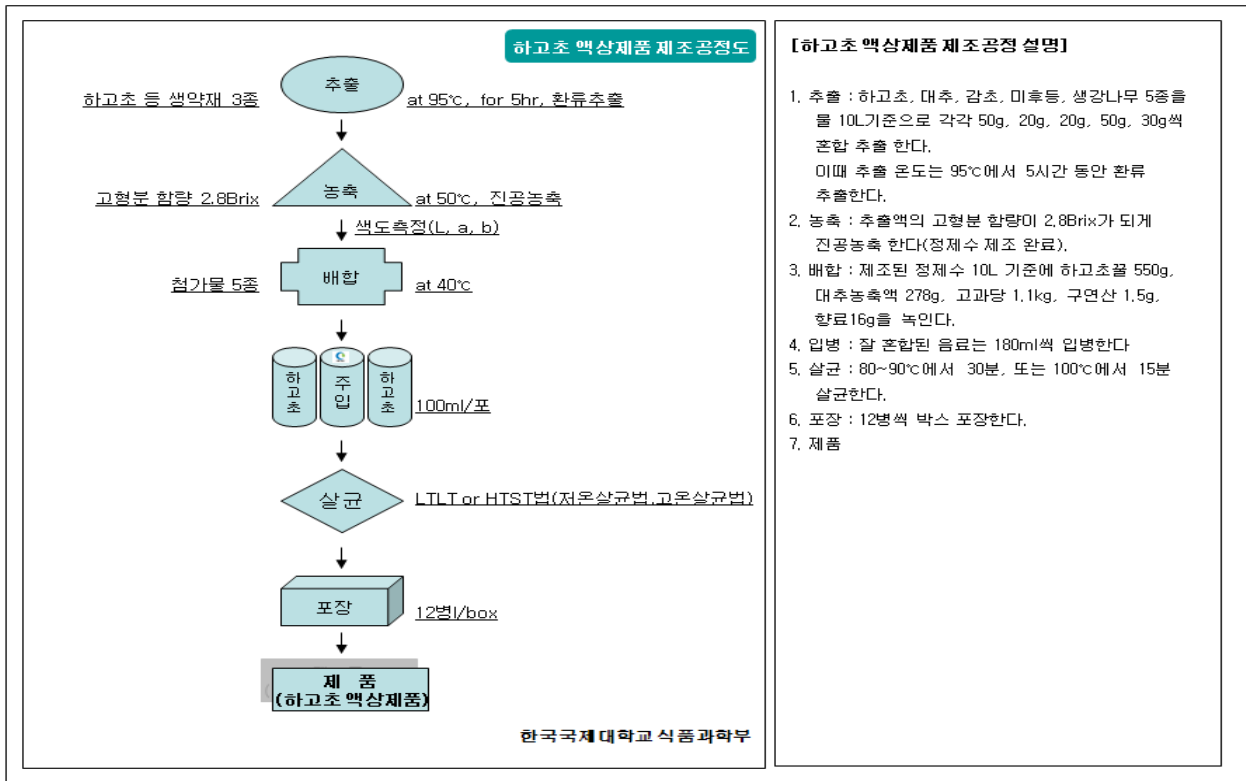 하고초 액상제품 제조공정도
추출
하고초 등 생약재 3종
at 95℃, for 5hr, 환류추출
농축
고형분 함량 2.8Brix
at 50℃, 진공농축
색도측정(L, a, b)
배합
첨가물 5종
at 40℃
하고초
주입
하고초
100ml/포
살균
LTLT or HTST법(저온살균법,고온살균법)
포장
12병l/box
제 품
(하고초 액상제품)
한국국제대학교 식품과학부
[하고초 액상제품 제조공정 설명]
1. 추출 : 하고초, 대추, 감초, 미후등, 생강나무 5종을
물 10L기준으로 각각 50g, 20g, 20g, 50g, 30g씩
혼합 추출 한다.
이때 추출 온도는 95℃에서 5시간 동안 환류
추출한다.
2. 농축 : 추출액의 고형분 함량이 2.8Brix가 되게
진공농축 한다(정제수 제조 완료).
3. 배합 : 제조된 정제수 10L 기준에 하고초꿀 550g,
대추농축액 278g, 고과당 1.1kg, 구연산 1.5g,
향료16g을 녹인다.
4. 입병 : 잘 혼합된 음료는 180ml씩 입병한다
5. 살균 : 80~90℃에서 30분, 또는 100℃에서 15분
살균한다.
6. 포장 : 12병씩 박스 포장한다.
7. 제품